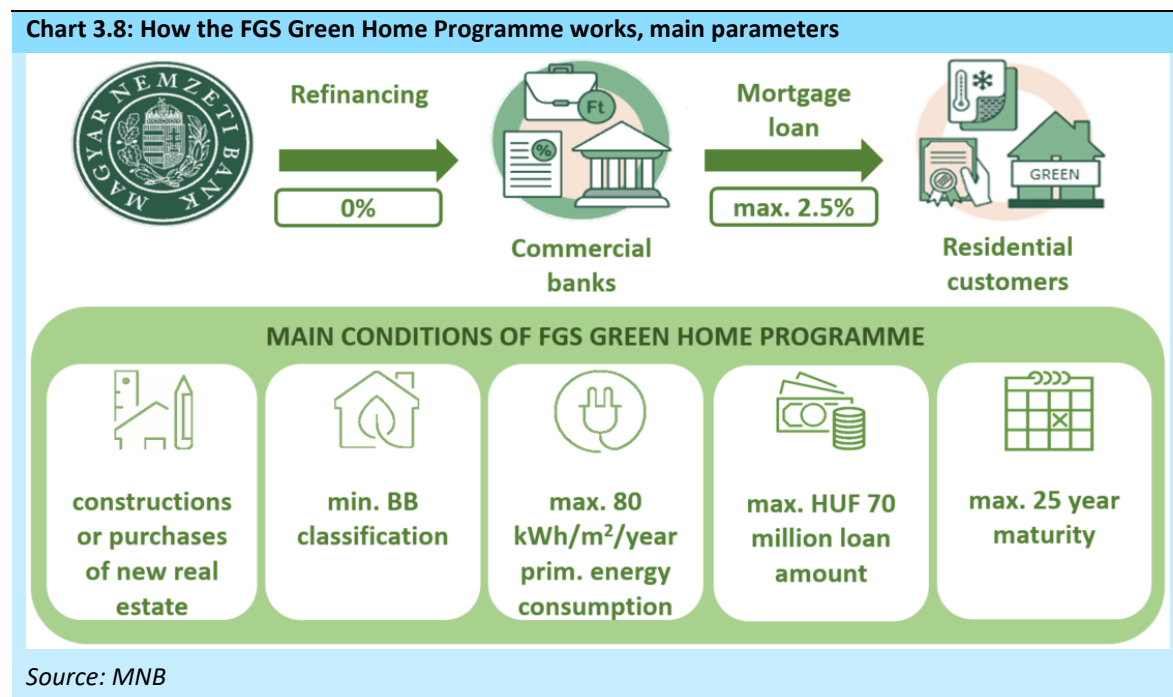 Chart 3.8: How the FGS Green Home Programme works, main parameters
MAGYAR NEMZETI BANK
Refinancing
0%
Ft
%
Commercial
banks
Mortgage
loan
max. 2.5%
GREEN
Residential
customers
MAIN CONDITIONS OF FGS GREEN HOME PROGRAMME
constructions
or purchases
of new real
estate
min. BB
classification
max. 80
kWh/m²/year
prim. energy
consumption
max. HUF 70
million loan
amount
max. 25 year
maturity
Source: MNB